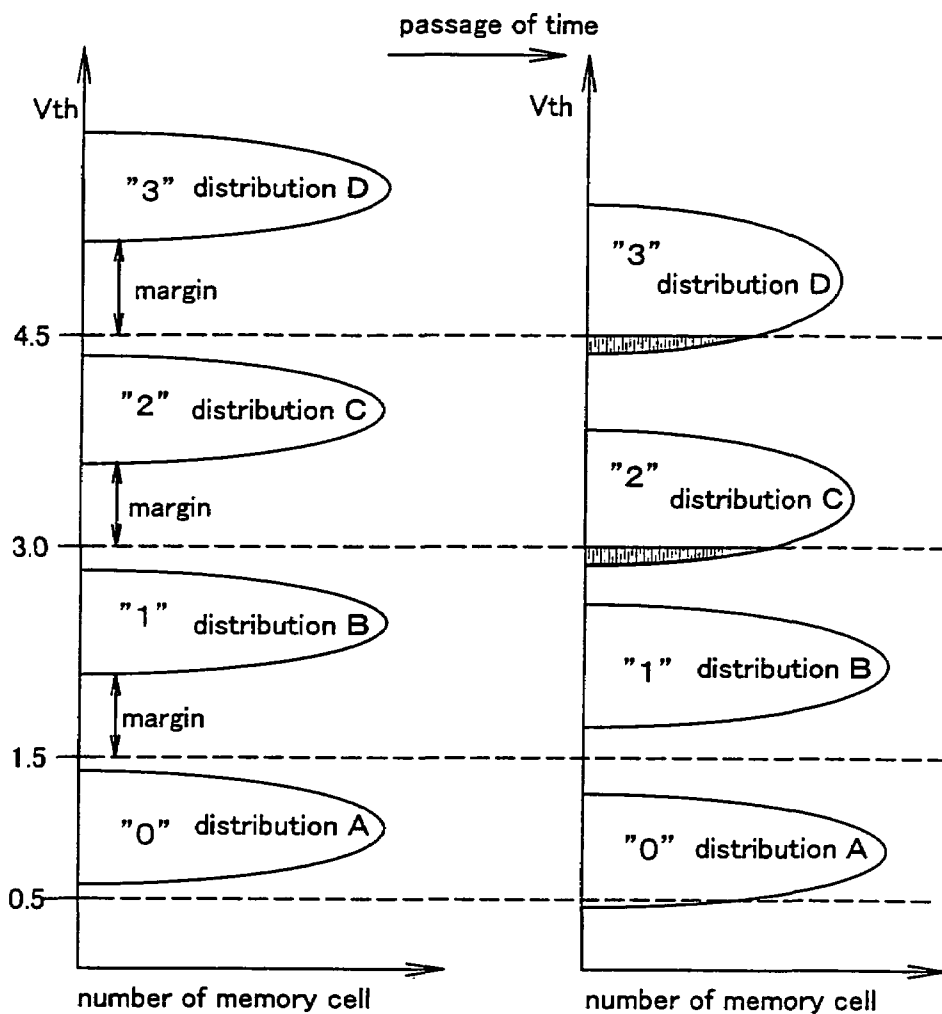 passage of time
Vth
"3" distribution D
margin
4.5
"2" distribution C
margin
3.0
"1" distribution B
margin
1.5
"0" distribution A
0.5
number of memory cell
Vth
"3"
distribution D
"2"
distribution C
"1" distribution B
"0" distribution A
number of memory cell